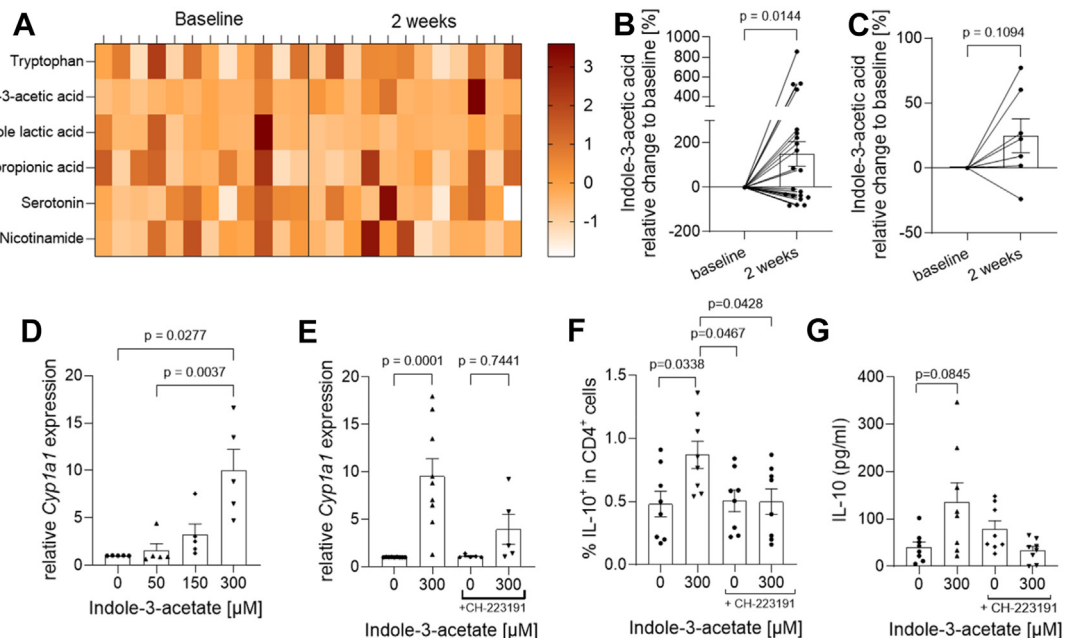 A
Baseline
2 weeks
Tryptophan
-3-acetic acid
ole lactic acid
propionic acid
Serotonin
Nicotinamide
3
2
1
0
-1
B
p = 0.0144
Indole-3-acetic acid
relative change to baseline [%]
1000
800
600
400
200
0
-200
baseline
2 weeks
C
p = 0.1094
Indole-3-acetic acid
relative change to baseline [%]
100
50
0
-50
baseline
2 weeks
D
p = 0.0277
p = 0.0037
relative Cyp1a1 expression
20
15
10
5
0
0 50 150 300
Indole-3-acetate [µM]
E
p = 0.0001
p = 0.7441
relative Cyp1a1 expression
20
15
10
5
0
0 300 0 300
+CH-223191
Indole-3-acetate [µM]
F
p=0.0428
p=0.0467
p=0.0338
% IL-10⁺ in CD4⁺ cells
1.5
1.0
0.5
0.0
0 300 0 300
+ CH-223191
Indole-3-acetate [µM]
G
p=0.0845
IL-10 (pg/ml)
400
300
200
100
0
0 300 0 300
+ CH-223191
Indole-3-acetate [µM]